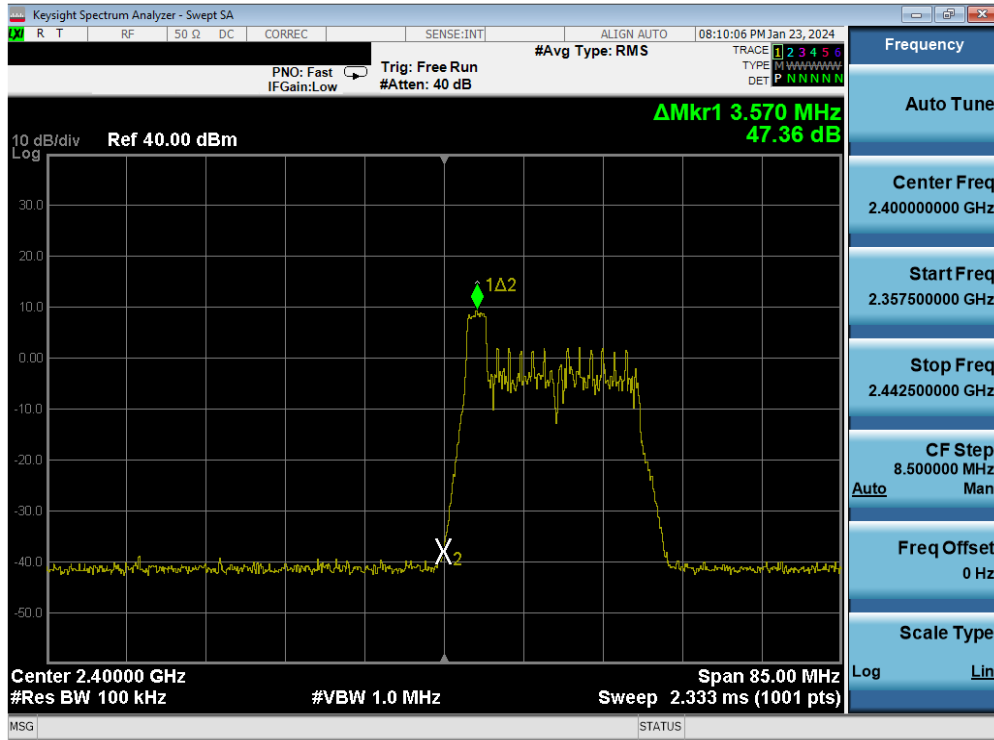 Keysight Spectrum Analyzer - Swept SA
LXI R T RF 50 Ω DC CORREC SENSE:INT ALIGN AUTO 08:10:06 PM Jan 23, 2024
PNO: Fast
IFGain:Low
Trig: Free Run
#Atten: 40 dB
#Avg Type: RMS
TRACE 1 2 3 4 5 6
TYPE M WWWWW
DET P N N N N N
ΔMkr1 3.570 MHz
47.36 dB
10 dB/div Ref 40.00 dBm
Log
30.0
20.0
10.0
0.00
-10.0
-20.0
-30.0
-40.0
-50.0
1Δ2
X2
Center 2.40000 GHz Span 85.00 MHz
#Res BW 100 kHz #VBW 1.0 MHz Sweep 2.333 ms (1001 pts)
MSG STATUS
Frequency
Auto Tune
Center Freq
2.400000000 GHz
Start Freq
2.357500000 GHz
Stop Freq
2.442500000 GHz
CF Step
8.500000 MHz
Auto Man
Freq Offset
0 Hz
Scale Type
Log Lin